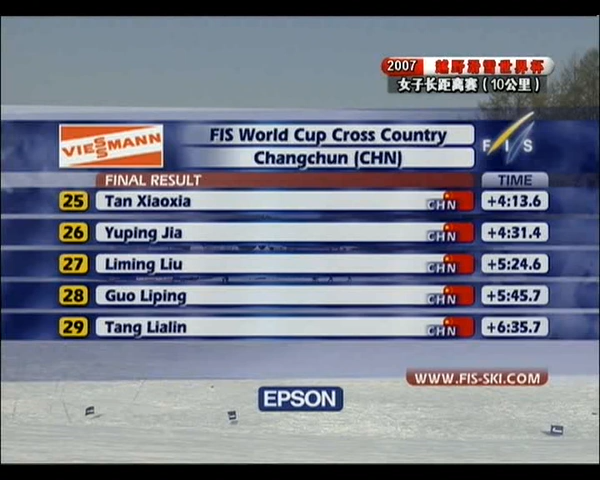 2007 越野滑雪世界杯
女子长距离赛（10公里）
VIESSMANN
FIS World Cup Cross Country
Changchun (CHN)
FIS
FINAL RESULT TIME
25 Tan Xiaoxia CHN +4:13.6
26 Yuping Jia CHN +4:31.4
27 Liming Liu CHN +5:24.6
28 Guo Liping CHN +5:45.7
29 Tang Lialin CHN +6:35.7
WWW.FIS-SKI.COM
EPSON